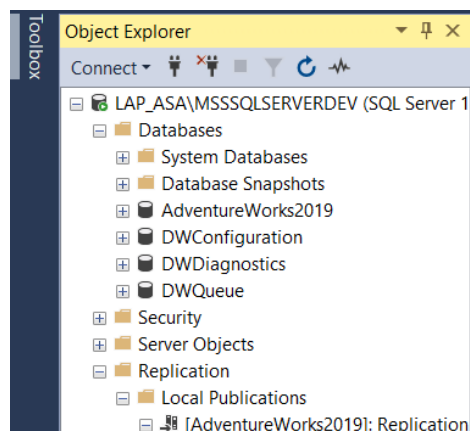 Toolbox
Object Explorer
Connect
LAP_ASA\MSSSQLSERVERDEV (SQL Server 1
Databases
System Databases
Database Snapshots
AdventureWorks2019
DWConfiguration
DWDiagnostics
DWQueue
Security
Server Objects
Replication
Local Publications
[AdventureWorks2019]: Replication